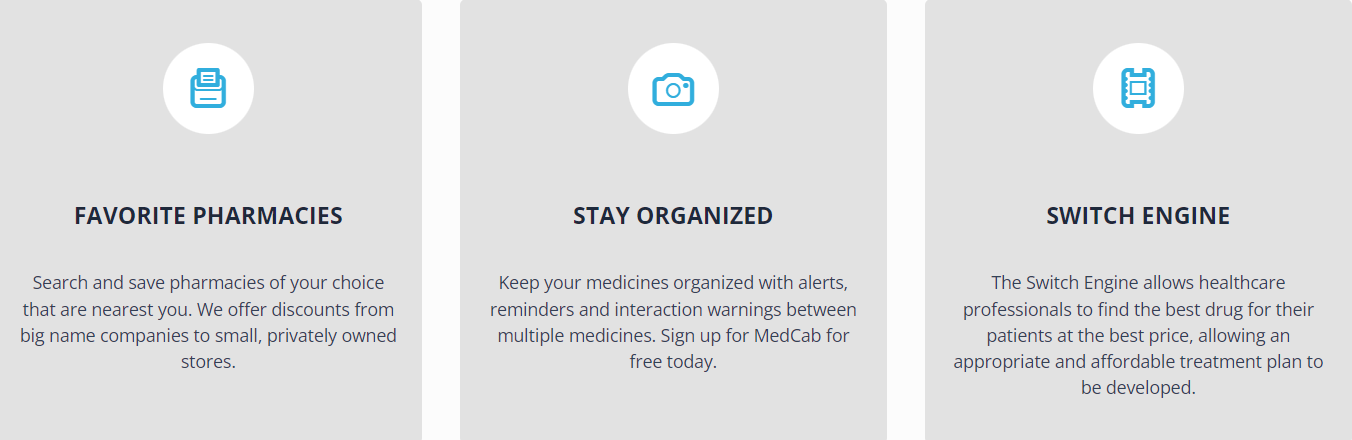 FAVORITE PHARMACIES
Search and save pharmacies of your choice
that are nearest you. We offer discounts from
big name companies to small, privately owned
stores.
STAY ORGANIZED
Keep your medicines organized with alerts,
reminders and interaction warnings between
multiple medicines. Sign up for MedCab for
free today.
SWITCH ENGINE
The Switch Engine allows healthcare
professionals to find the best drug for their
patients at the best price, allowing an
appropriate and affordable treatment plan to
be developed.